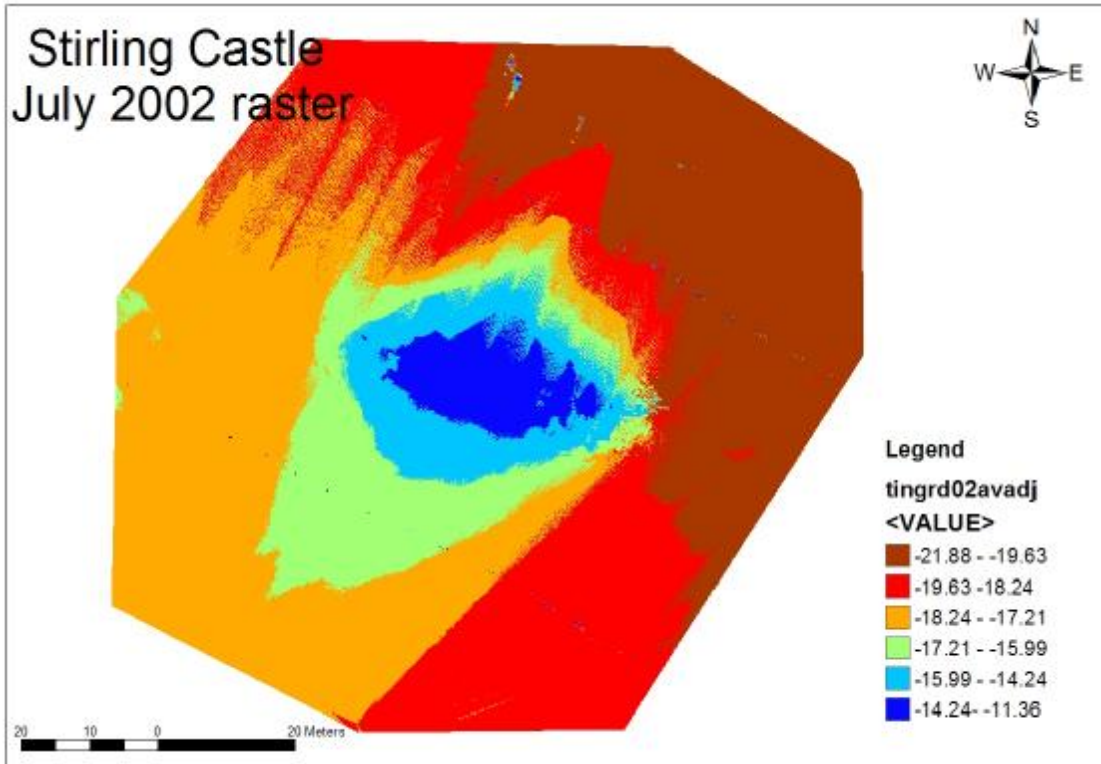 Stirling Castle
July 2002 raster
N
W E
S
Legend
tingrd02avadj
<VALUE>
-21.88 - -19.63
-19.63 -18.24
-18.24 - -17.21
-17.21 - -15.99
-15.99 - -14.24
-14.24- -11.36
20 10 0 20 Meters